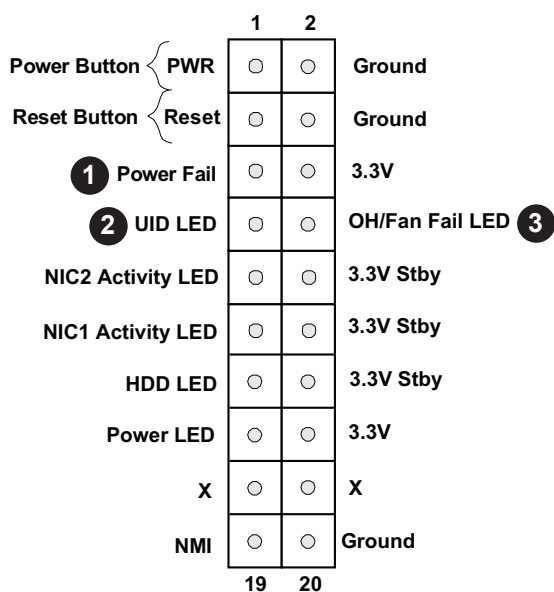 1 2
Power Button PWR Ground
Reset Button Reset Ground
1 Power Fail 3.3V
2 UID LED OH/Fan Fail LED 3
NIC2 Activity LED 3.3V Stby
NIC1 Activity LED 3.3V Stby
HDD LED 3.3V Stby
Power LED 3.3V
X X
NMI Ground
19 20